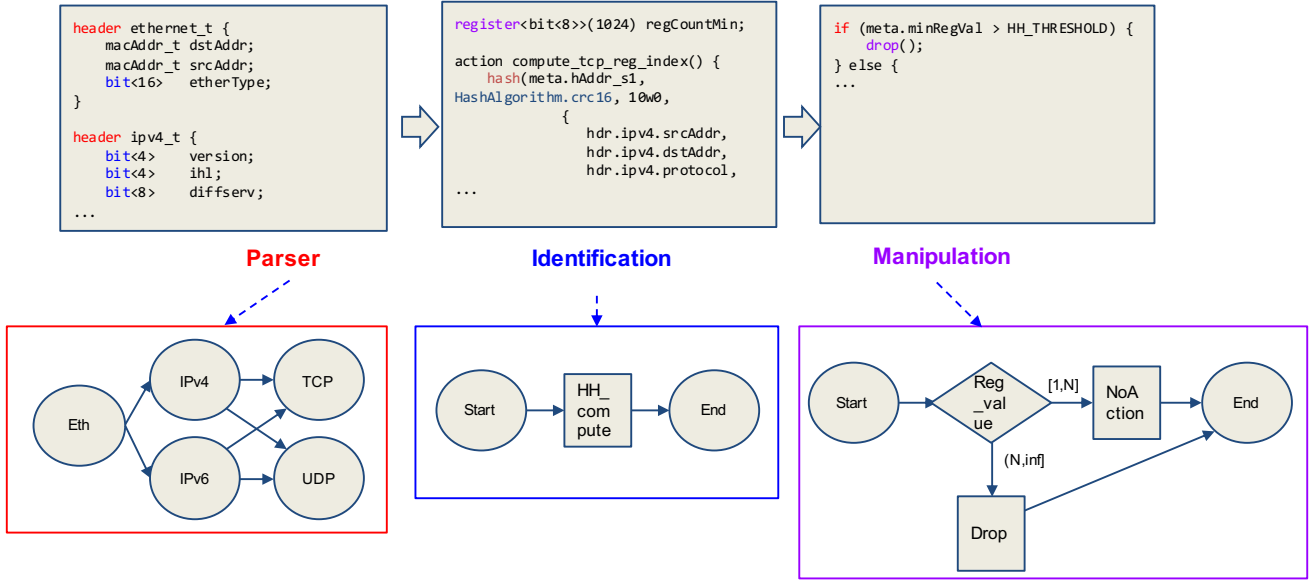 header ethernet_t {
    macAddr_t dstAddr;
    macAddr_t srcAddr;
    bit<16>    etherType;
}
header ipv4_t {
    bit<4>     version;
    bit<4>     ihl;
    bit<8>     diffserv;
...
register<bit<8>>(1024) regCountMin;
action compute_tcp_reg_index() {
    hash(meta.hAddr_s1,
HashAlgorithm.crc16, 10w0,
             {
                hdr.ipv4.srcAddr,
                hdr.ipv4.dstAddr,
                hdr.ipv4.protocol,
...
if (meta.minRegVal > HH_THRESHOLD) {
    drop();
} else {
...
Parser
Identification
Manipulation
Eth
IPv4
IPv6
TCP
UDP
Start
HH_
com
pute
End
Start
Reg
_val
ue
[1,N]
NoA
ction
End
(N,inf]
Drop